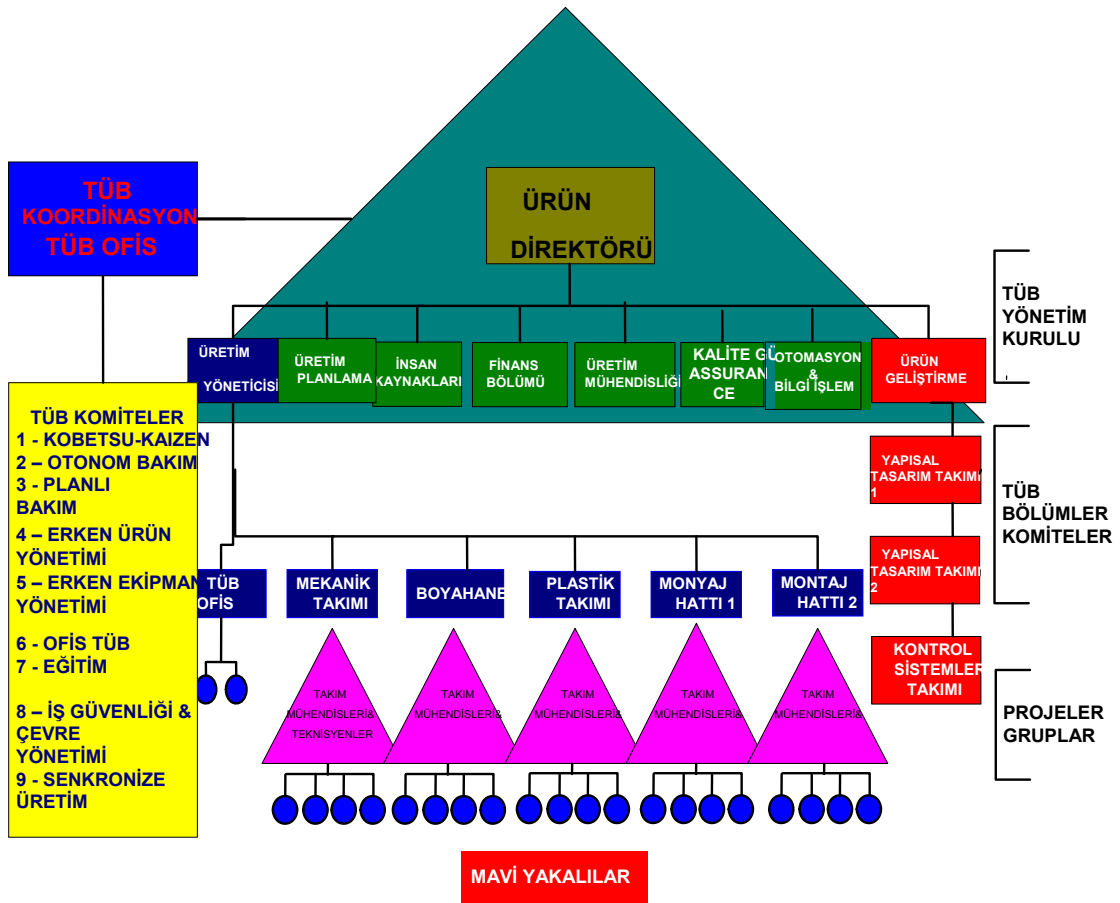 TÜB
KOORDİNASYON
TÜB OFİS
ÜRÜN
DİREKTÖRÜ
TÜB
YÖNETİM
KURULU
ÜRETİM
YÖNETİCİSİ
ÜRETİM
PLANLAMA
İNSAN
KAYNAKLARI
FİNANS
BÖLÜMÜ
ÜRETİM
MÜHENDİSLİĞİ
KALİTE GÜ
ASSURAN
CE
OTOMASYON
&
BİLGİ İŞLEM
ÜRÜN
GELİŞTİRME
TÜB KOMİTELER
1 - KOBETSU-KAIZEN
2 – OTONOM BAKIM
3 - PLANLI
BAKIM
4 – ERKEN ÜRÜN
YÖNETİMİ
5 – ERKEN EKİPMAN
YÖNETİMİ
6 - OFİS TÜB
7 - EĞİTİM
8 – İŞ GÜVENLİĞİ &
ÇEVRE
YÖNETİMİ
9 - SENKRONİZE
ÜRETİM
YAPISAL
TASARIM TAKIMI
1
TÜB
BÖLÜMLER
KOMİTELER
YAPISAL
TASARIM TAKIMI
2
TÜB
OFİS
MEKANİK
TAKIMI
BOYAHANE
PLASTİK
TAKIMI
MONYAJ
HATTI 1
MONTAJ
HATTI 2
KONTROL
SİSTEMLER
TAKIMI
TAKIM
MÜHENDİSLERİ&
TEKNİSYENLER
TAKIM
MÜHENDİSLERİ&
TAKIM
MÜHENDİSLERİ&
TAKIM
MÜHENDİSLERİ&
TAKIM
MÜHENDİSLERİ&
PROJELER
GRUPLAR
MAVİ YAKALILAR